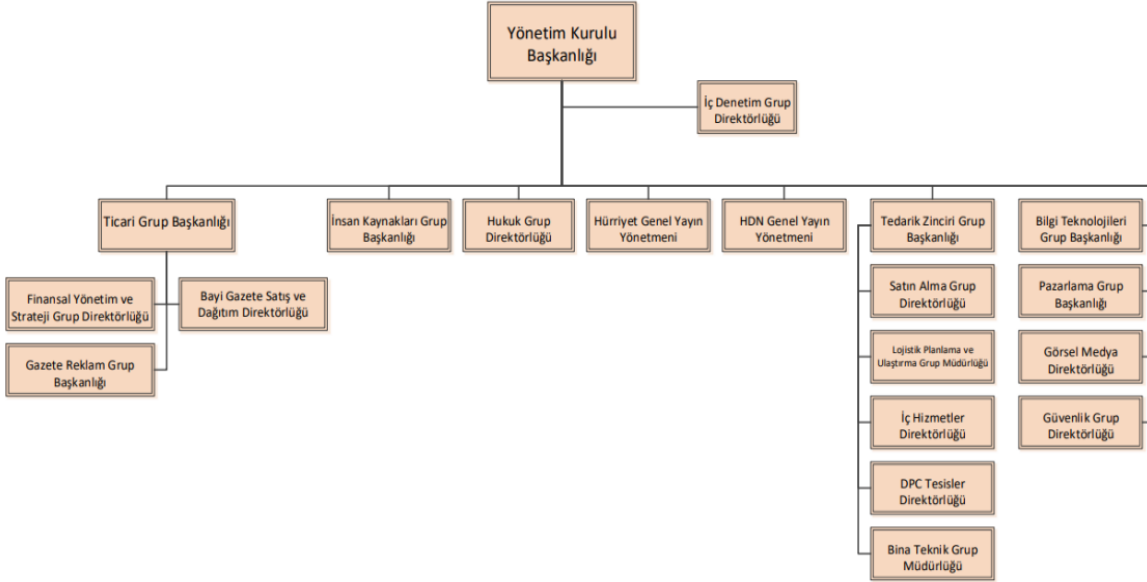 Yönetim Kurulu
Başkanlığı
İç Denetim Grup
Direktörlüğü
Ticari Grup Başkanlığı
İnsan Kaynakları Grup
Başkanlığı
Hukuk Grup
Direktörlüğü
Hürriyet Genel Yayın
Yönetmeni
HDN Genel Yayın
Yönetmeni
Tedarik Zinciri Grup
Başkanlığı
Bilgi Teknolojileri
Grup Başkanlığı
Finansal Yönetim ve
Strateji Grup Direktörlüğü
Bayi Gazete Satış ve
Dağıtım Direktörlüğü
Satın Alma Grup
Direktörlüğü
Pazarlama Grup
Başkanlığı
Gazete Reklam Grup
Başkanlığı
Lojistik Planlama ve
Ulaştırma Grup Müdürlüğü
Görsel Medya
Direktörlüğü
İç Hizmetler
Direktörlüğü
Güvenlik Grup
Direktörlüğü
DPC Tesisler
Direktörlüğü
Bina Teknik Grup
Müdürlüğü